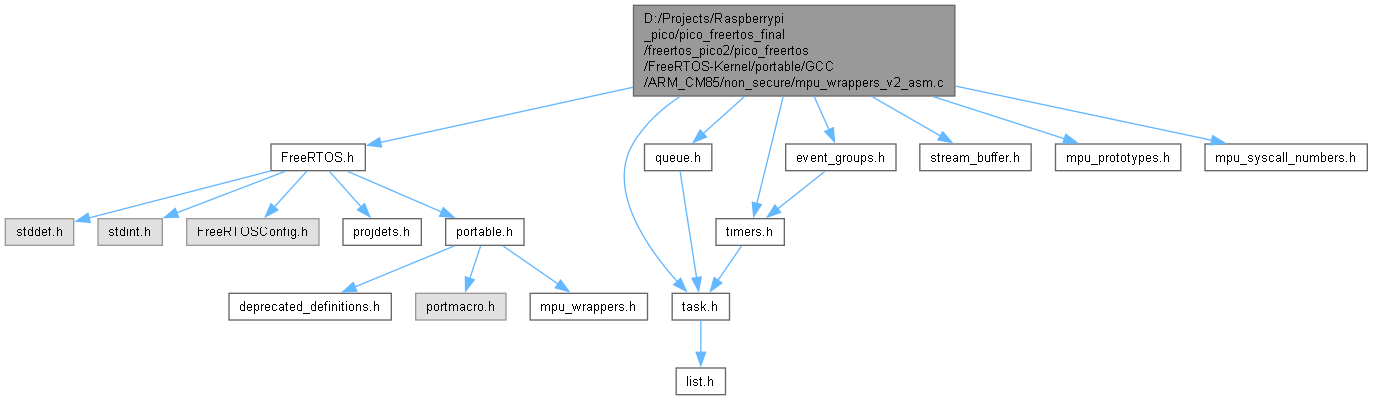 D:/Projects/Raspberrypi
_pico/pico_freertos_final
/freertos_pico2/pico_freertos
/FreeRTOS-Kernel/portable/GCC
/ARM_CM85/non_secure/mpu_wrappers_v2_asm.c
FreeRTOS.h
queue.h
event_groups.h
stream_buffer.h
mpu_prototypes.h
mpu_syscall_numbers.h
stddef.h
stdint.h
FreeRTOSConfig.h
projdefs.h
portable.h
timers.h
deprecated_definitions.h
portmacro.h
mpu_wrappers.h
task.h
list.h